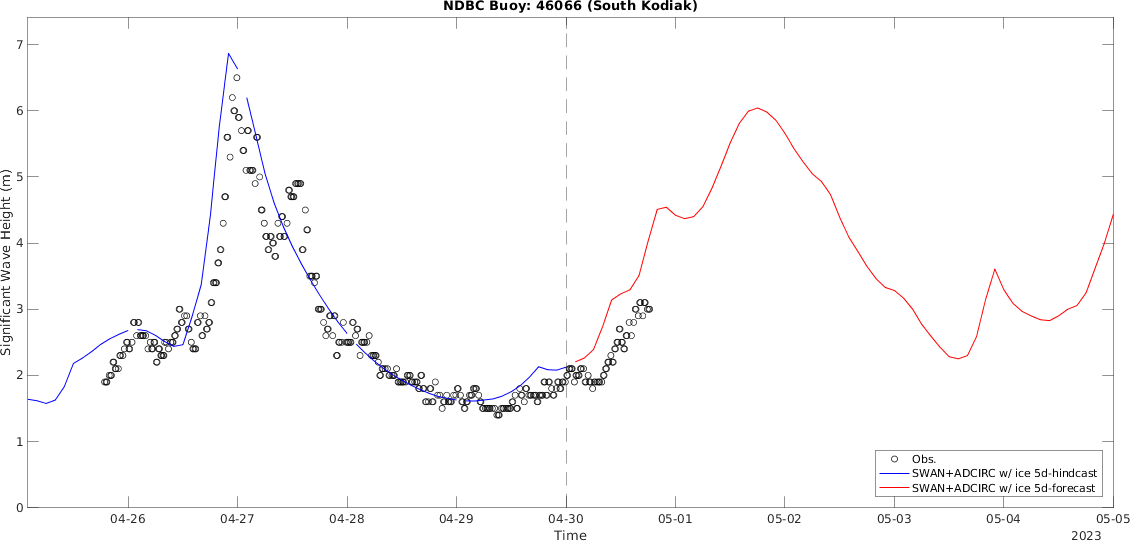 NDBC Buoy: 46066 (South Kodiak)
Significant Wave Height (m)
7
6
5
4
3
2
1
0
Obs.
SWAN+ADCIRC w/ ice 5d-hindcast
SWAN+ADCIRC w/ ice 5d-forecast
04-26 04-27 04-28 04-29 04-30 05-01 05-02 05-03 05-04 05-05
Time
2023